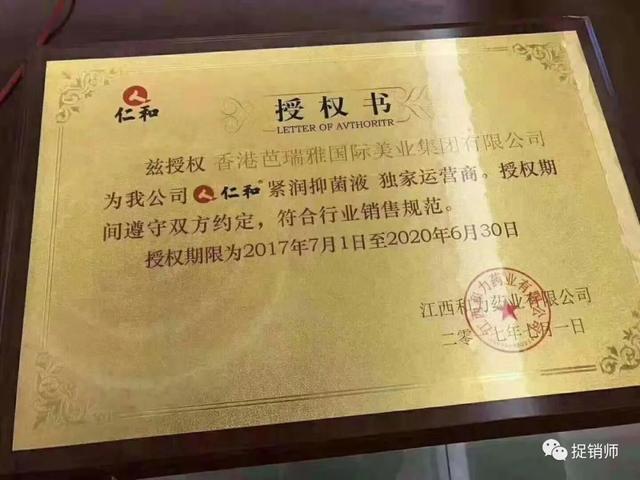 仁和
授权书
LETTER OF AVTHORITR
兹授权 香港芭瑞雅国际美业集团有限公司
为我公司 仁和 紧润抑菌液 独家运营商。授权期
间遵守双方约定，符合行业销售规范。
授权期限为2017年7月1日至2020年6月30日
江西和力药业有限公司
二零一七年七月一日
捉销师